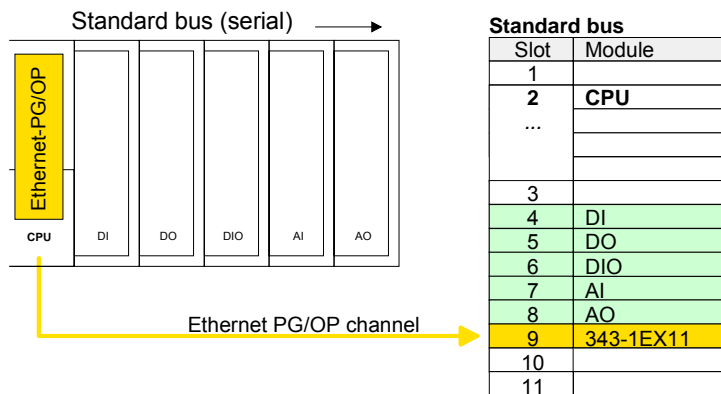 Standard bus (serial)
Ethernet-PG/OP
CPU
DI
DO
DIO
AI
AO
Ethernet PG/OP channel
Standard bus
Slot Module
1
2 CPU
...
3
4 DI
5 DO
6 DIO
7 AI
8 AO
9 343-1EX11
10
11